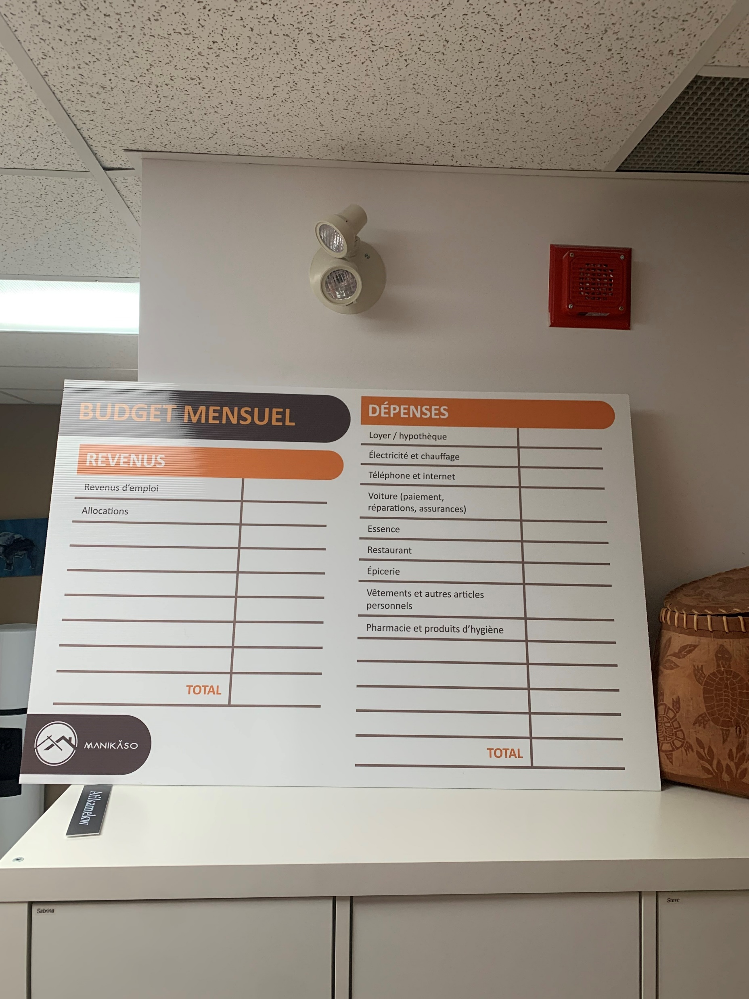 BUDGET MENSUEL
REVENUS
Revenus d'emploi
Allocations
TOTAL
MANIKǍSO
DÉPENSES
Loyer / hypothèque
Électricité et chauffage
Téléphone et internet
Voiture (paiement,
réparations, assurances)
Essence
Restaurant
Épicerie
Vêtements et autres articles
personnels
Pharmacie et produits d'hygiène
TOTAL
Atikamekw
Sabrina
Steve